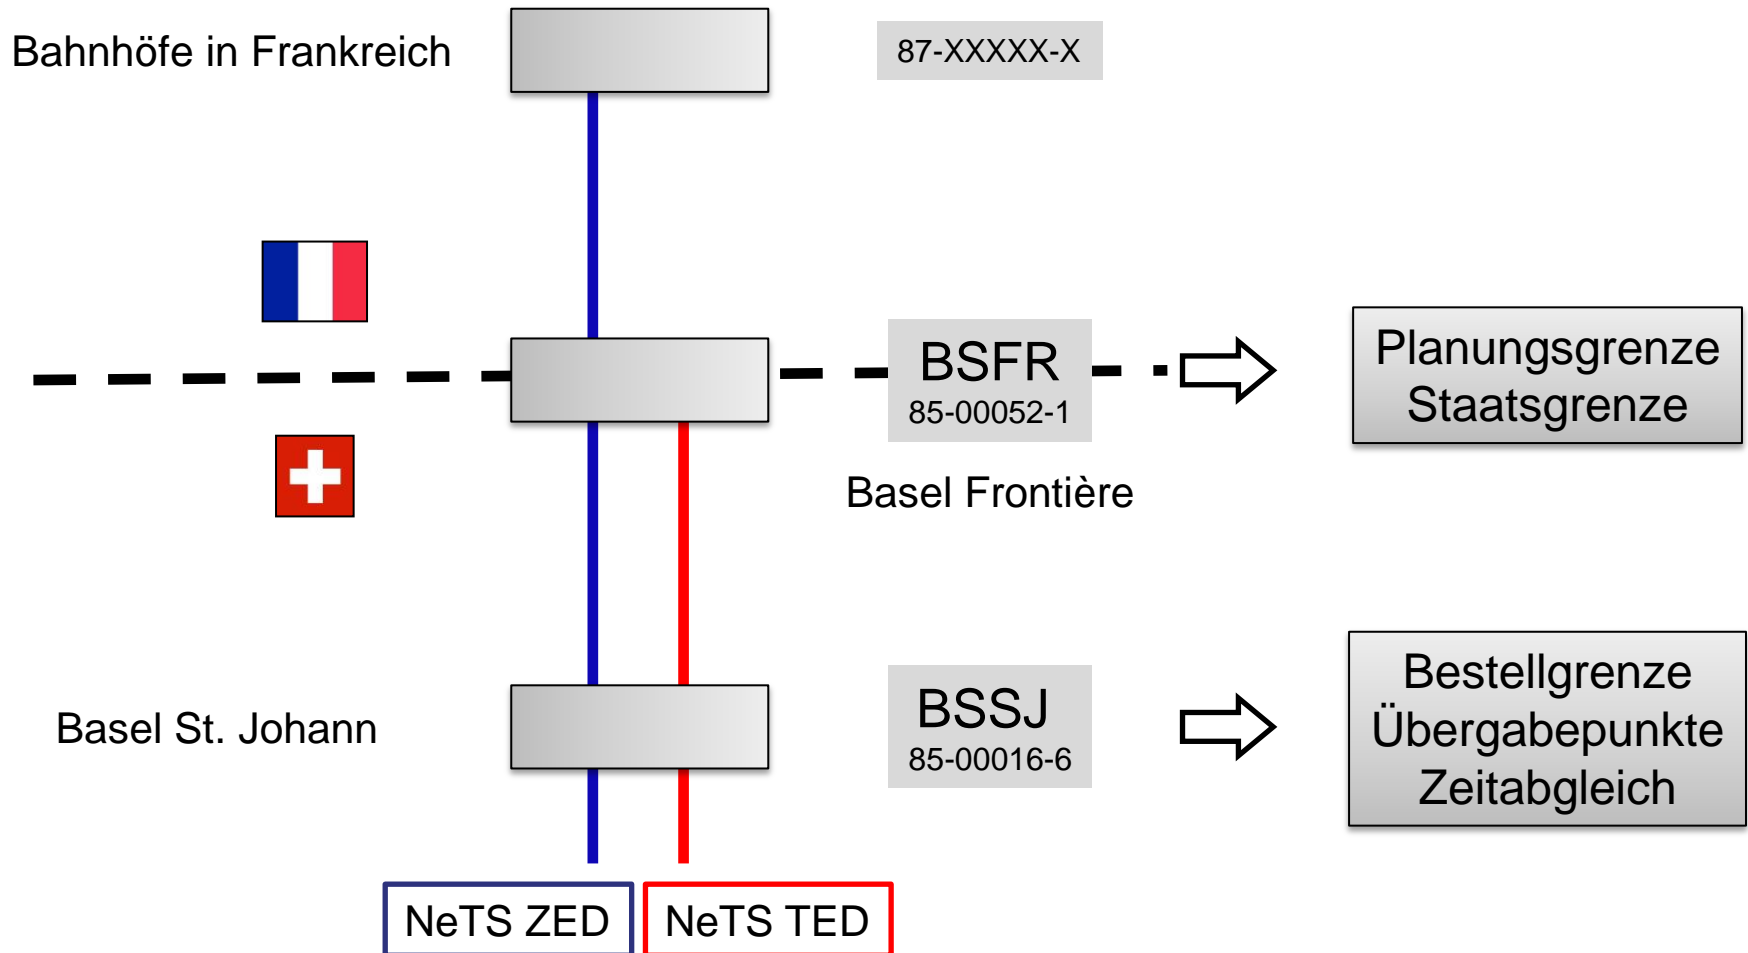 Bahnhöfe in Frankreich
87-XXXXX-X
BSFR
85-00052-1
Basel Frontière
Planungsgrenze
Staatsgrenze
Basel St. Johann
BSSJ
85-00016-6
Bestellgrenze
Übergabepunkte
Zeitabgleich
NeTS ZED
NeTS TED